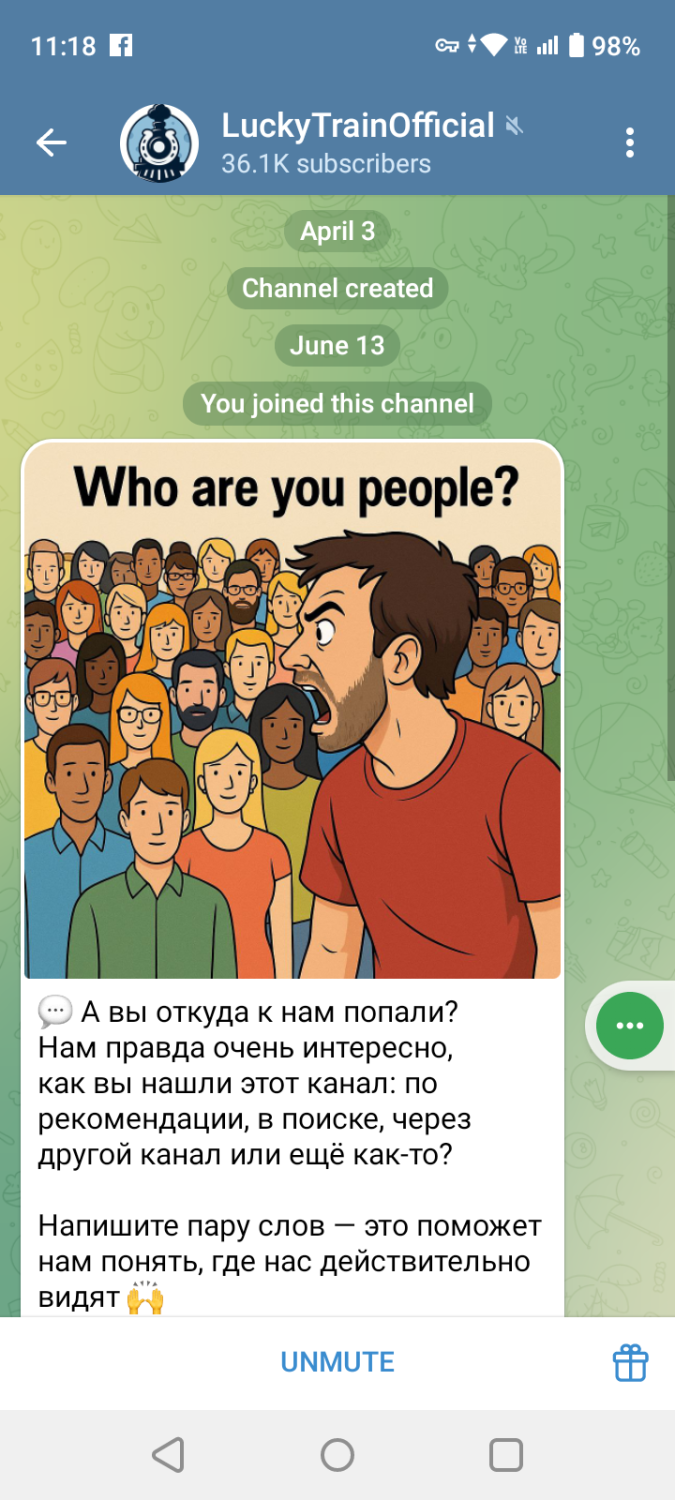 11:18
Vo LTE
98%
LuckyTrainOfficial
36.1K subscribers
April 3
Channel created
June 13
You joined this channel
Who are you people?
💬 А вы откуда к нам попали?
Нам правда очень интересно,
как вы нашли этот канал: по
рекомендации, в поиске, через
другой канал или ещё как-то?
Напишите пару слов — это поможет
нам понять, где нас действительно
видят 🙌
UNMUTE